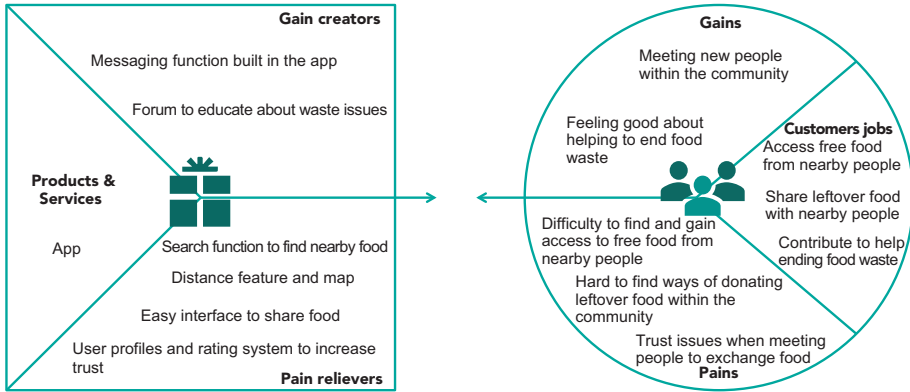 Gain creators
Messaging function built in the app
Forum to educate about waste issues
Products &
Services
App
Search function to find nearby food
Distance feature and map
Easy interface to share food
User profiles and rating system to increase
trust
Pain relievers
Gains
Meeting new people
within the community
Feeling good about
helping to end food
waste
Customers jobs
Access free food
from nearby people
Share leftover food
with nearby people
Contribute to help
ending food waste
Difficulty to find and gain
access to free food from
nearby people
Hard to find ways of donating
leftover food within the
community
Trust issues when meeting
people to exchange food
Pains